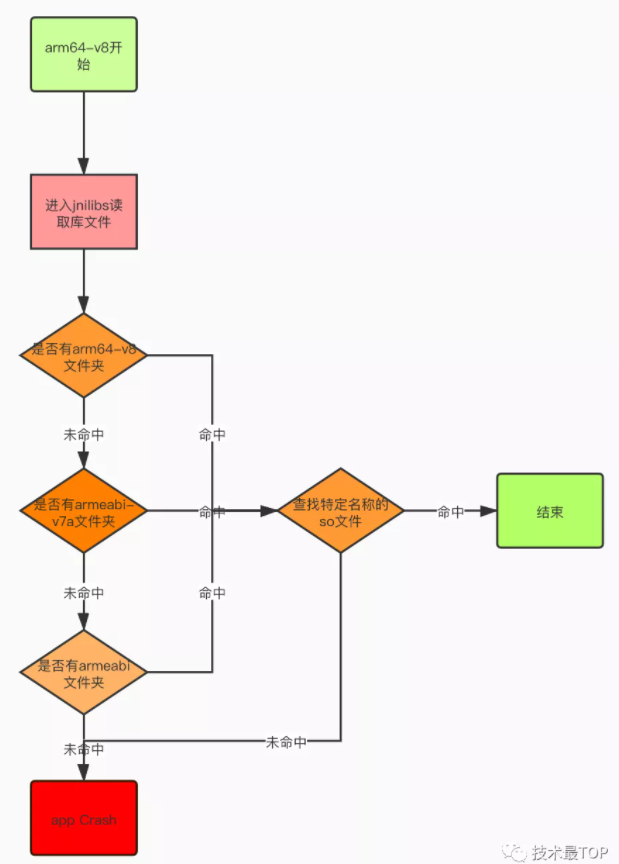 arm64-v8开
始
进入jnilibs读
取库文件
是否有arm64-v8
文件夹
命中
未命中
是否有armeabi-
v7a文件夹
命中
查找特定名称的
so文件
命中
结束
未命中
命中
是否有armeabi
文件夹
未命中
未命中
app Crash
技术最TOP